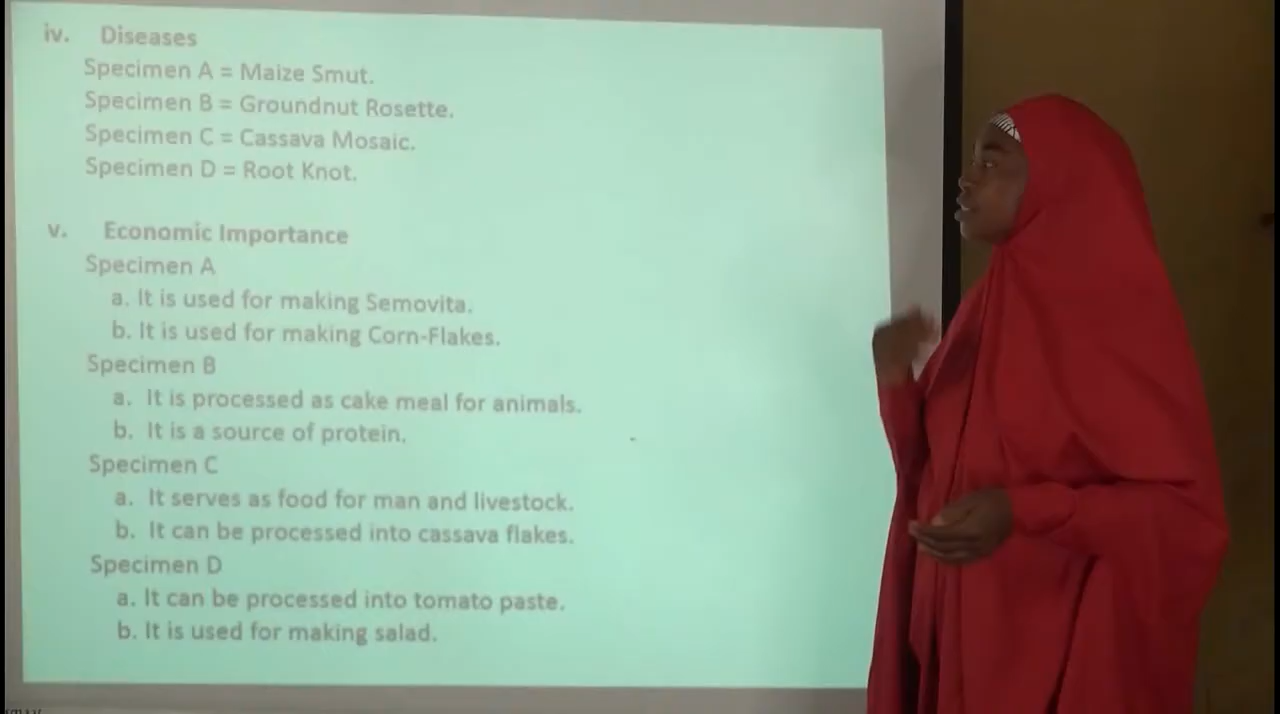 iv. Diseases
Specimen A = Maize Smut.
Specimen B = Groundnut Rosette.
Specimen C = Cassava Mosaic.
Specimen D = Root Knot.
v. Economic Importance
Specimen A
a. It is used for making Semovita.
b. It is used for making Corn-Flakes.
Specimen B
a. It is processed as cake meal for animals.
b. It is a source of protein.
Specimen C
a. It serves as food for man and livestock.
b. It can be processed into cassava flakes.
Specimen D
a. It can be processed into tomato paste.
b. It is used for making salad.